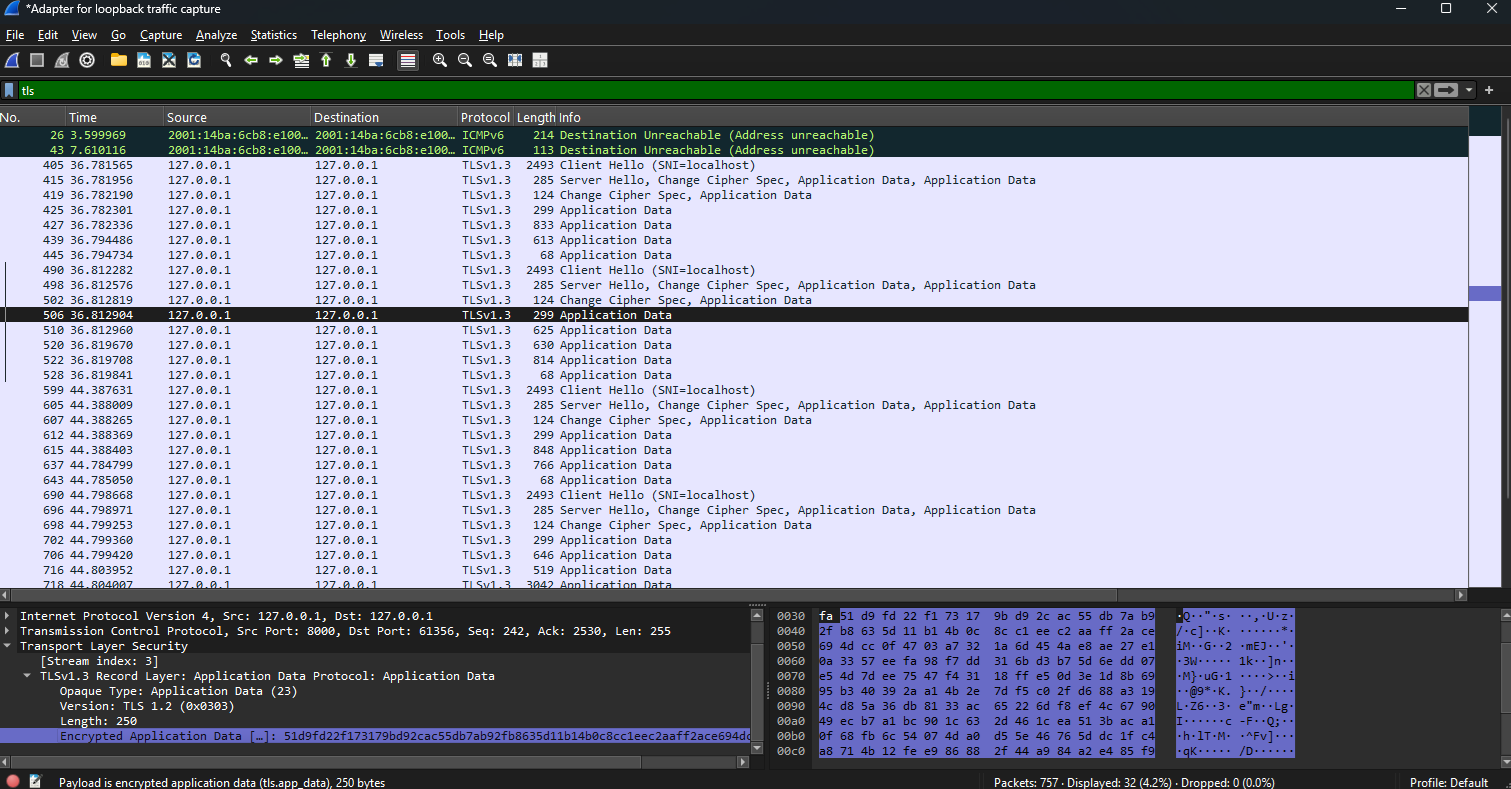 *Adapter for loopback traffic capture
File Edit View Go Capture Analyze Statistics Telephony Wireless Tools Help
tls
No. Time Source Destination Protocol Length Info
26 3.599969 2001:14ba:6cb8:e100… 2001:14ba:6cb8:e100… ICMPv6 214 Destination Unreachable (Address unreachable)
43 7.610116 2001:14ba:6cb8:e100… 2001:14ba:6cb8:e100… ICMPv6 113 Destination Unreachable (Address unreachable)
405 36.781565 127.0.0.1 127.0.0.1 TLSv1.3 2493 Client Hello (SNI=localhost)
415 36.781956 127.0.0.1 127.0.0.1 TLSv1.3 285 Server Hello, Change Cipher Spec, Application Data, Application Data
419 36.782190 127.0.0.1 127.0.0.1 TLSv1.3 124 Change Cipher Spec, Application Data
425 36.782301 127.0.0.1 127.0.0.1 TLSv1.3 299 Application Data
427 36.782336 127.0.0.1 127.0.0.1 TLSv1.3 833 Application Data
439 36.794486 127.0.0.1 127.0.0.1 TLSv1.3 613 Application Data
445 36.794734 127.0.0.1 127.0.0.1 TLSv1.3 68 Application Data
490 36.812282 127.0.0.1 127.0.0.1 TLSv1.3 2493 Client Hello (SNI=localhost)
498 36.812576 127.0.0.1 127.0.0.1 TLSv1.3 285 Server Hello, Change Cipher Spec, Application Data, Application Data
502 36.812819 127.0.0.1 127.0.0.1 TLSv1.3 124 Change Cipher Spec, Application Data
506 36.812904 127.0.0.1 127.0.0.1 TLSv1.3 299 Application Data
510 36.812960 127.0.0.1 127.0.0.1 TLSv1.3 625 Application Data
520 36.819670 127.0.0.1 127.0.0.1 TLSv1.3 630 Application Data
522 36.819708 127.0.0.1 127.0.0.1 TLSv1.3 814 Application Data
528 36.819841 127.0.0.1 127.0.0.1 TLSv1.3 68 Application Data
599 44.387631 127.0.0.1 127.0.0.1 TLSv1.3 2493 Client Hello (SNI=localhost)
605 44.388009 127.0.0.1 127.0.0.1 TLSv1.3 285 Server Hello, Change Cipher Spec, Application Data, Application Data
607 44.388265 127.0.0.1 127.0.0.1 TLSv1.3 124 Change Cipher Spec, Application Data
612 44.388369 127.0.0.1 127.0.0.1 TLSv1.3 299 Application Data
615 44.388403 127.0.0.1 127.0.0.1 TLSv1.3 848 Application Data
637 44.784799 127.0.0.1 127.0.0.1 TLSv1.3 766 Application Data
643 44.785050 127.0.0.1 127.0.0.1 TLSv1.3 68 Application Data
690 44.798668 127.0.0.1 127.0.0.1 TLSv1.3 2493 Client Hello (SNI=localhost)
696 44.798971 127.0.0.1 127.0.0.1 TLSv1.3 285 Server Hello, Change Cipher Spec, Application Data, Application Data
698 44.799253 127.0.0.1 127.0.0.1 TLSv1.3 124 Change Cipher Spec, Application Data
702 44.799360 127.0.0.1 127.0.0.1 TLSv1.3 299 Application Data
706 44.799420 127.0.0.1 127.0.0.1 TLSv1.3 646 Application Data
716 44.803952 127.0.0.1 127.0.0.1 TLSv1.3 519 Application Data
718 44.804007 127.0.0.1 127.0.0.1 TLSv1.3 3042 Application Data
Internet Protocol Version 4, Src: 127.0.0.1, Dst: 127.0.0.1
Transmission Control Protocol, Src Port: 8000, Dst Port: 61356, Seq: 242, Ack: 2530, Len: 255
Transport Layer Security
[Stream index: 3]
TLSv1.3 Record Layer: Application Data Protocol: Application Data
Opaque Type: Application Data (23)
Version: TLS 1.2 (0x0303)
Length: 250
Encrypted Application Data […]: 51d9fd22f173179bd92cac55db7ab92fb8635d11b14b0c8cc1eec2aaff2ace694dc
0030 fa 51 d9 fd 22 f1 73 17 9b d9 2c ac 55 db 7a b9 ·Q··"·s· ··,·U·z·
0040 2f b8 63 5d 11 b1 4b 0c 8c c1 ee c2 aa ff 2a ce /·c]··K· ······*·
0050 69 4d cc 0f 47 03 a7 32 1a 6d 45 4a e8 ae 27 e1 iM··G··2 ·mEJ··'·
0060 0a 33 57 ee fa 98 f7 dd 31 6b d3 b7 5d 6e dd 07 ·3W····· 1k··]n··
0070 e5 4d 7d ee 75 47 f4 31 18 ff e5 0d 3e 1d 8b 69 ·M}·uG·1 ····>··i
0080 95 b3 40 39 2a a1 4b 2e 7d f5 c0 2f d6 88 a3 19 ··@9*·K. }··/····
0090 4c d8 5a 36 db 81 33 ac 65 22 6d f8 ef 4c 67 90 L·Z6··3· e"m··Lg·
00a0 49 ec b7 a1 bc 90 1c 63 2d 46 1c ea 51 3b ac a1 I······c -F··Q;··
00b0 0f 68 fb 6c 54 07 4d a0 d5 5e 46 76 5d dc 1f c4 ·h·lT·M· ·^Fv]···
00c0 a8 71 4b 12 fe e9 86 88 2f 44 a9 84 a2 e4 85 f9 ·qK····· /D······
Payload is encrypted application data (tls.app_data), 250 bytes
Packets: 757 · Displayed: 32 (4.2%) · Dropped: 0 (0.0%)
Profile: Default